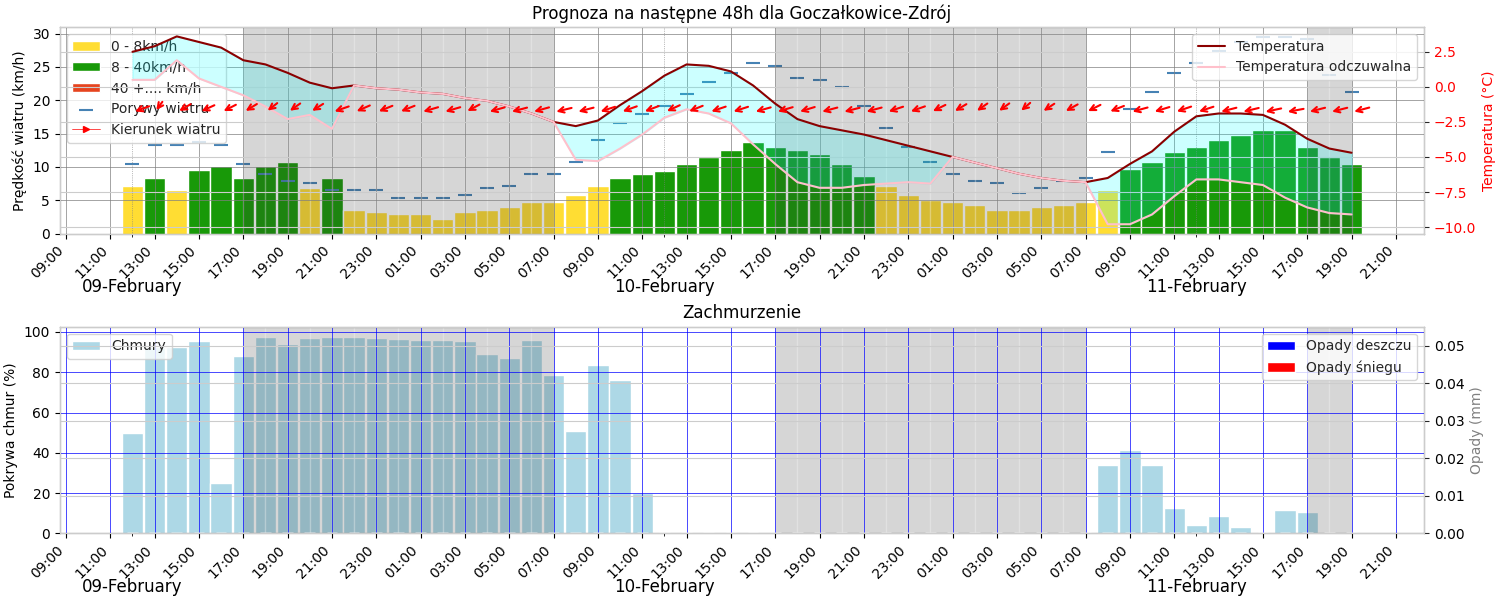 Prognoza na następne 48h dla Goczałkowice-Zdrój
Prędkość wiatru (km/h)
30
25
20
15
10
5
0
0 - 8km/h
8 - 40km/h
40 +.... km/h
Porywy wiatru
Kierunek wiatru
Temperatura
Temperatura odczuwalna
2.5
0.0
−2.5
−5.0
−7.5
−10.0
Temperatura (°C)
09:00 11:00 13:00 15:00 17:00 19:00 21:00 23:00 01:00 03:00 05:00 07:00 09:00 11:00 13:00 15:00 17:00 19:00 21:00 23:00 01:00 03:00 05:00 07:00 09:00 11:00 13:00 15:00 17:00 19:00 21:00
09-February 10-February 11-February
Zachmurzenie
Pokrywa chmur (%)
100
80
60
40
20
0
Chmury
Opady deszczu
Opady śniegu
0.05
0.04
0.03
0.02
0.01
0.00
Opady (mm)
09:00 11:00 13:00 15:00 17:00 19:00 21:00 23:00 01:00 03:00 05:00 07:00 09:00 11:00 13:00 15:00 17:00 19:00 21:00 23:00 01:00 03:00 05:00 07:00 09:00 11:00 13:00 15:00 17:00 19:00 21:00
09-February 10-February 11-February